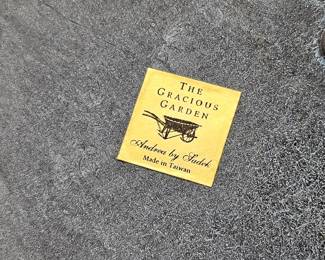 THE
GRACIOUS
GARDEN
Andrea by Sadek
Made in Taiwan